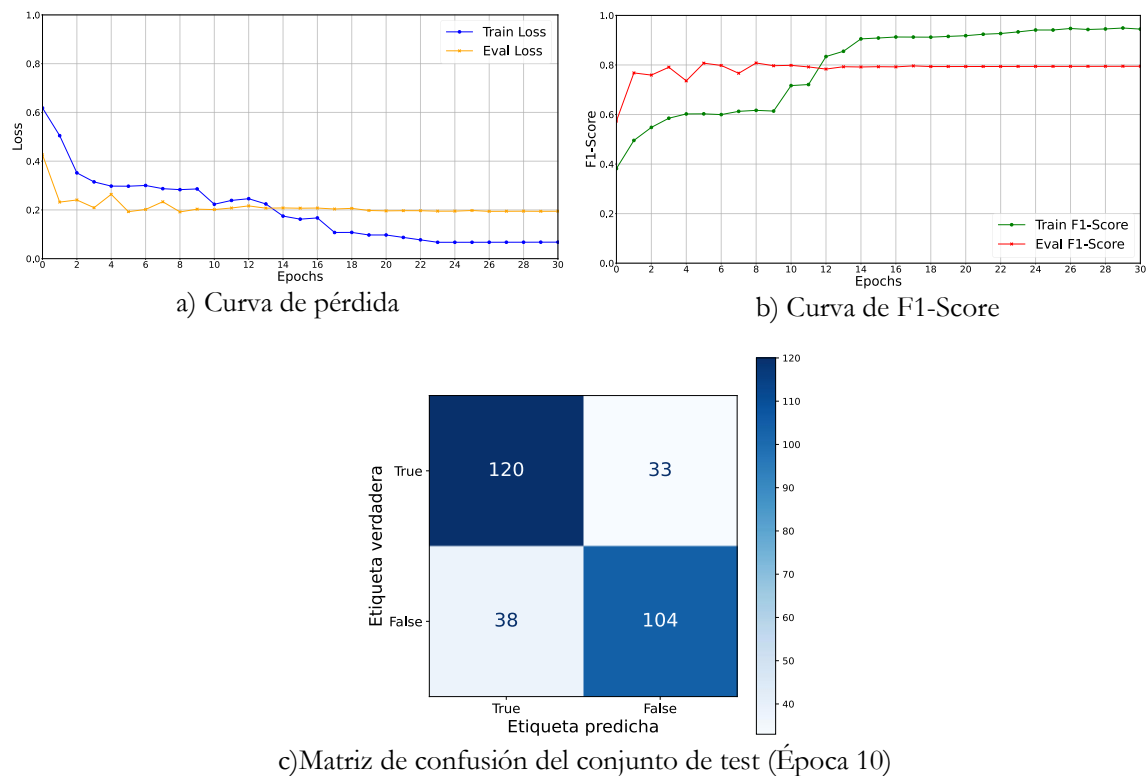 1.0
0.8
0.6
0.4
0.2
0.0
Loss
Train Loss
Eval Loss
0 2 4 6 8 10 12 14 16 18 20 22 24 26 28 30
Epochs
a) Curva de pérdida
1.0
0.8
0.6
0.4
0.2
0.0
F1-Score
Train F1-Score
Eval F1-Score
0 2 4 6 8 10 12 14 16 18 20 22 24 26 28 30
Epochs
b) Curva de F1-Score
Etiqueta verdadera
True
False
120 33
38 104
True False
Etiqueta predicha
120
110
100
90
80
70
60
50
40
c)Matriz de confusión del conjunto de test (Época 10)